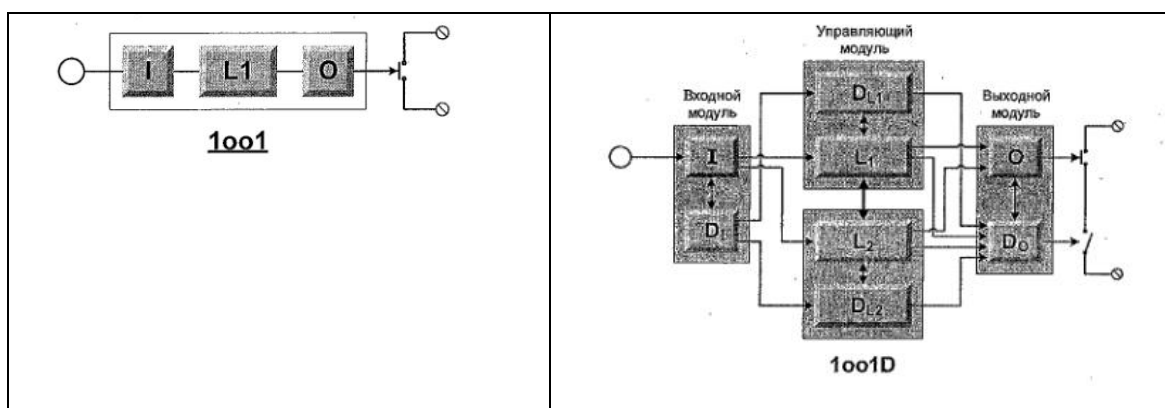 I L1 O
1oo1
Управляющий
модуль
Входной
модуль
Выходной
модуль
DL1
I L1 O
D L2 DO
DL2
1oo1D